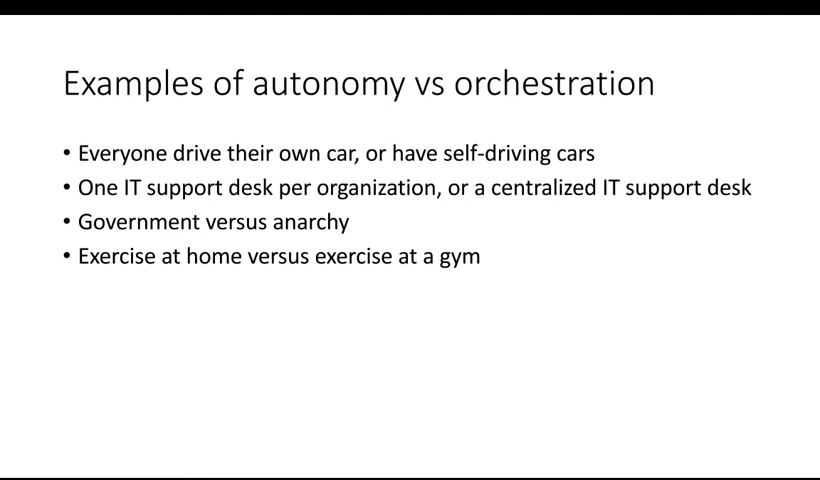 Examples of autonomy vs orchestration
• Everyone drive their own car, or have self-driving cars
• One IT support desk per organization, or a centralized IT support desk
• Government versus anarchy
• Exercise at home versus exercise at a gym